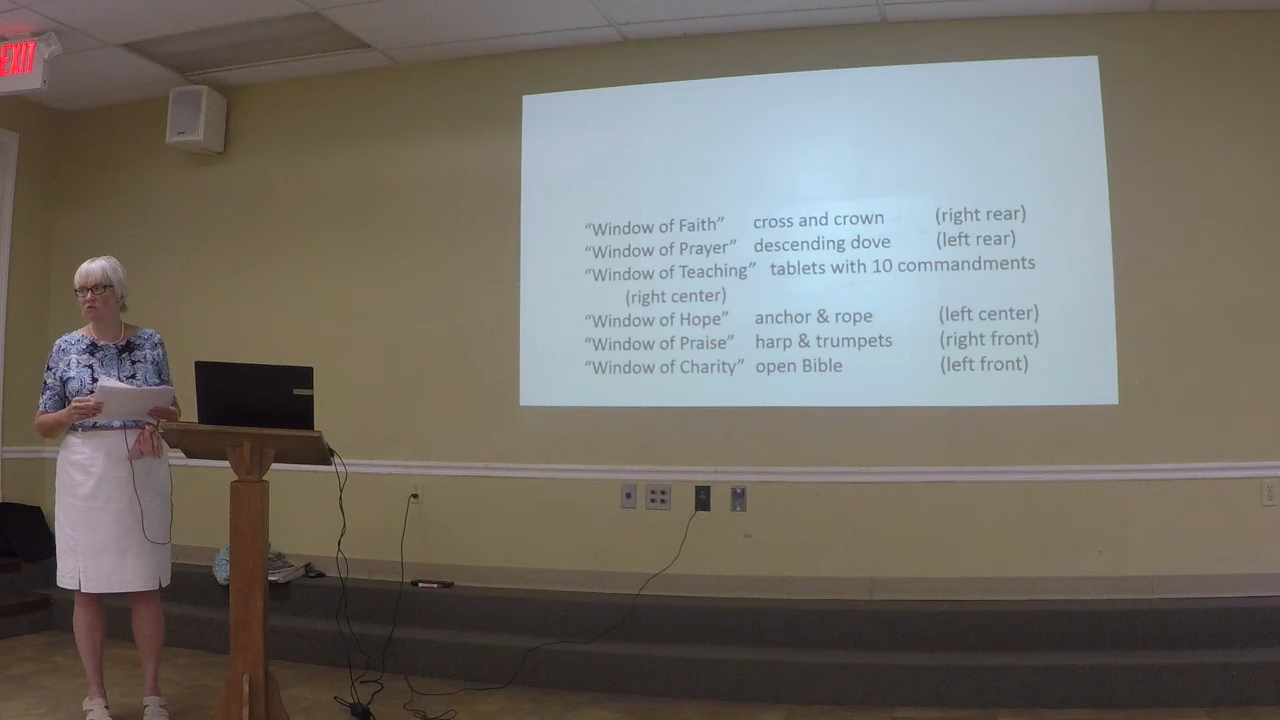 EXIT
“Window of Faith” cross and crown (right rear)
“Window of Prayer” descending dove (left rear)
“Window of Teaching” tablets with 10 commandments
(right center)
“Window of Hope” anchor & rope (left center)
“Window of Praise” harp & trumpets (right front)
“Window of Charity” open Bible (left front)